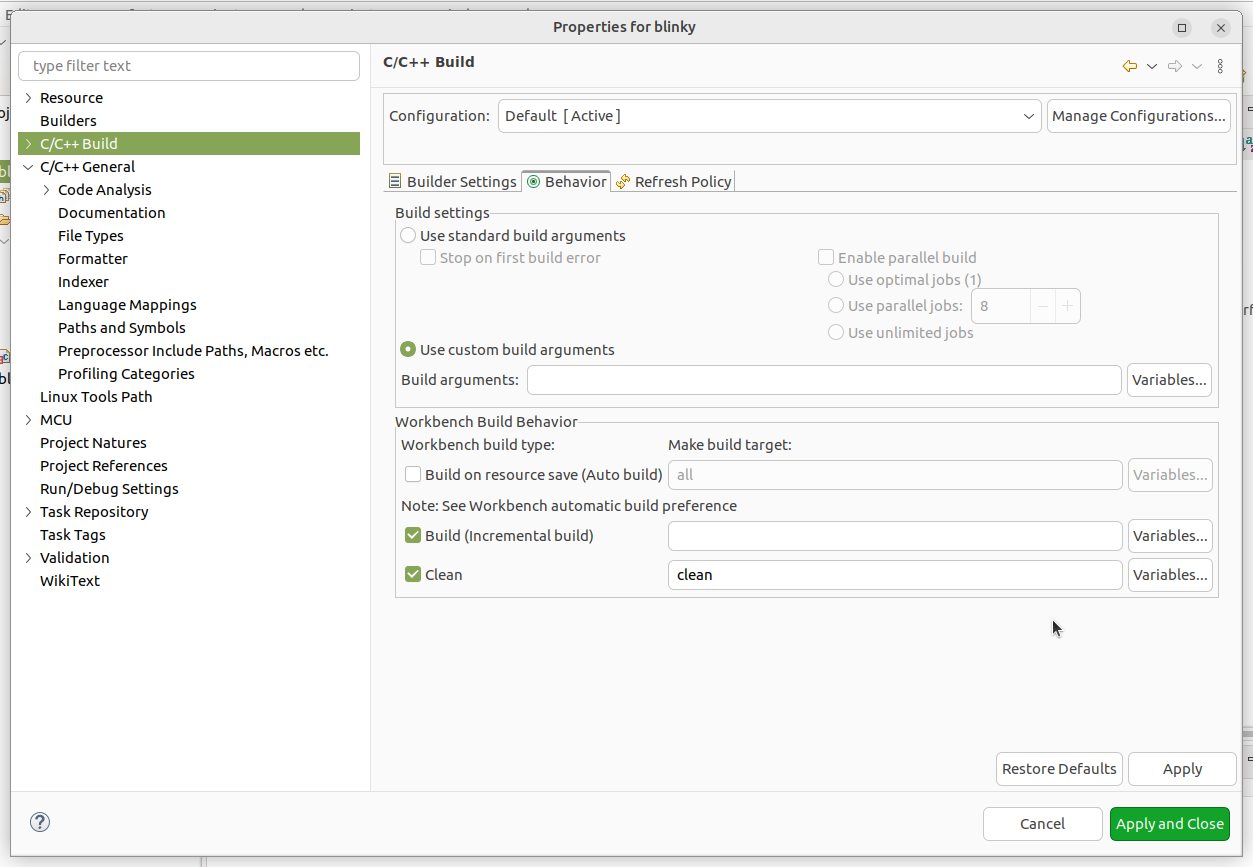 Properties for blinky
type filter text
Resource
Builders
C/C++ Build
C/C++ General
Code Analysis
Documentation
File Types
Formatter
Indexer
Language Mappings
Paths and Symbols
Preprocessor Include Paths, Macros etc.
Profiling Categories
Linux Tools Path
MCU
Project Natures
Project References
Run/Debug Settings
Task Repository
Task Tags
Validation
WikiText
C/C++ Build
Configuration: Default [ Active ] Manage Configurations...
Builder Settings Behavior Refresh Policy
Build settings
Use standard build arguments
Stop on first build error Enable parallel build
Use optimal jobs (1)
Use parallel jobs: 8
Use unlimited jobs
Use custom build arguments
Build arguments: Variables...
Workbench Build Behavior
Workbench build type: Make build target:
Build on resource save (Auto build) all Variables...
Note: See Workbench automatic build preference
Build (Incremental build) Variables...
Clean clean Variables...
Restore Defaults Apply
Cancel Apply and Close